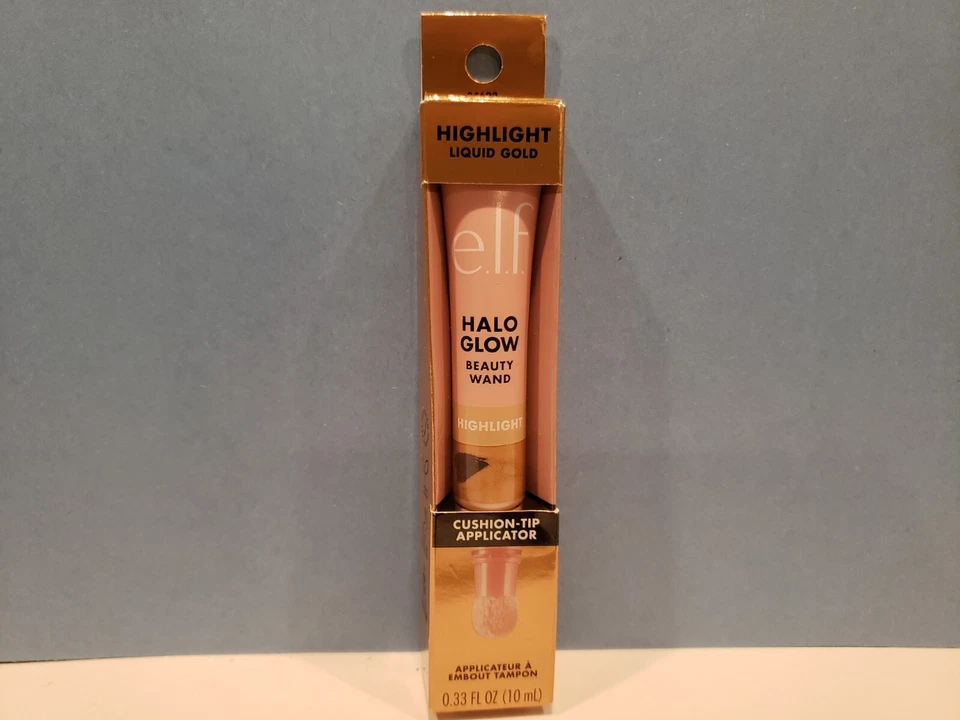 HIGHLIGHT
LIQUID GOLD
e.l.f.
HALO
GLOW
BEAUTY
WAND
HIGHLIGHT
CUSHION-TIP
APPLICATOR
APPLICATEUR À
EMBOUT TAMPON
0.33 FL OZ (10 mL)